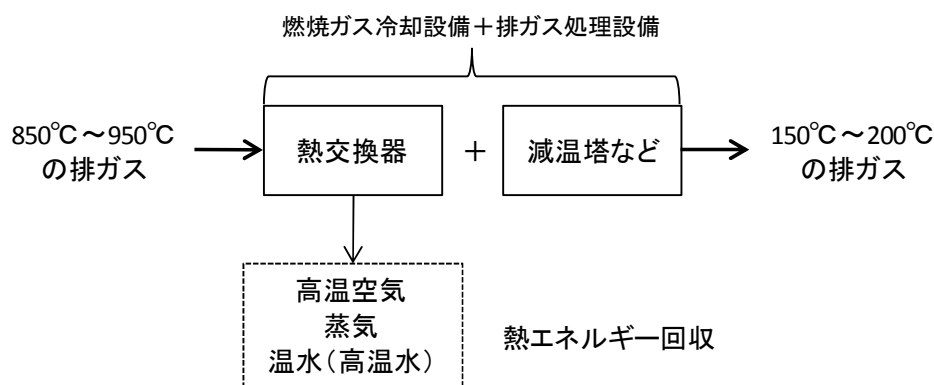 燃焼ガス冷却設備＋排ガス処理設備
850℃～950℃
の排ガス
熱交換器
＋
減温塔など
150℃～200℃
の排ガス
高温空気
蒸気
温水（高温水）
熱エネルギー回収